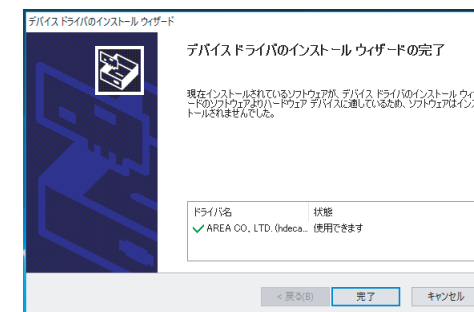 デバイス ドライバのインストール ウィザード
デバイス ドライバのインストール ウィザードの完了
現在インストールされているソフトウェアが、デバイス ドライバのインストール ウィ
ードのソフトウェアよりハードウェア デバイスに適しているため、ソフトウェアはインス
トールされませんでした。
ドライバ名 状態
AREA CO., LTD. (hdeca... 使用できます
< 戻る(B) 完了 キャンセル